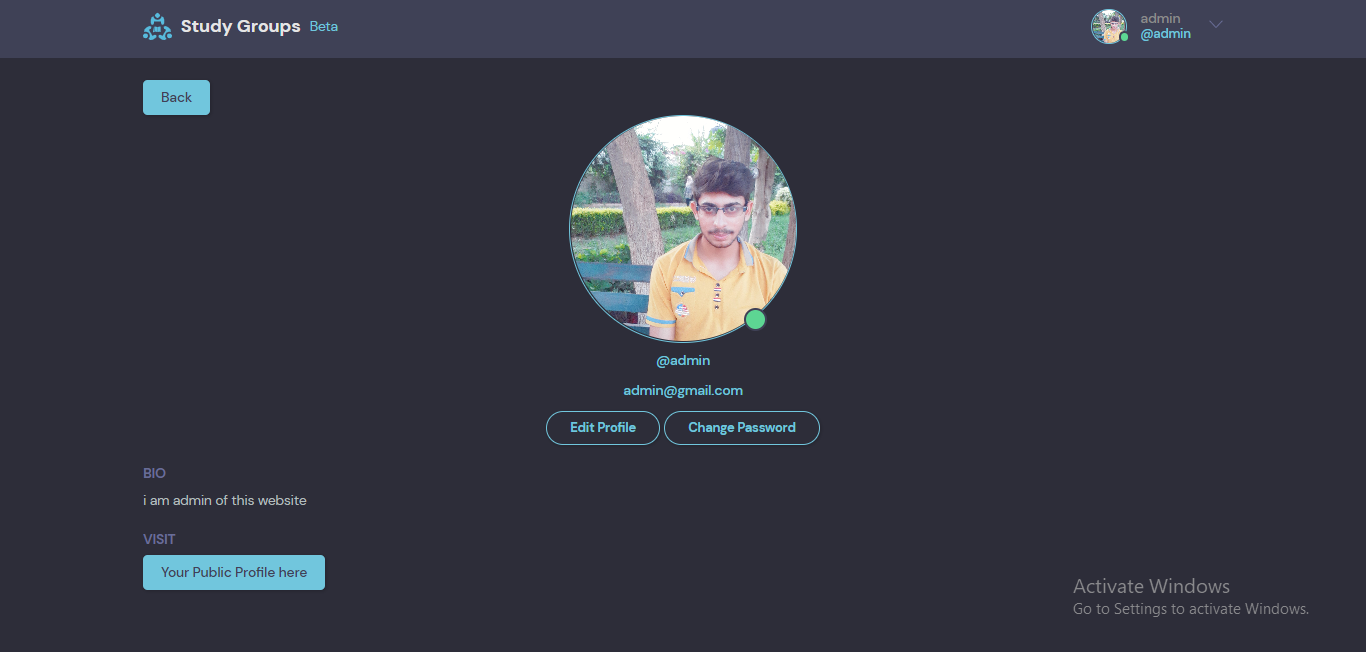 Study Groups Beta
admin
@admin
Back
@admin
admin@gmail.com
Edit Profile
Change Password
BIO
i am admin of this website
VISIT
Your Public Profile here
Activate Windows
Go to Settings to activate Windows.